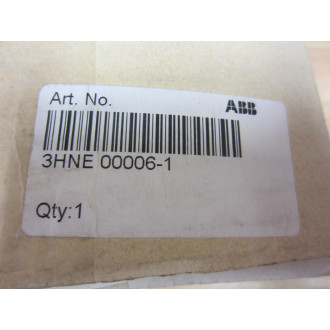 Art. No.
ABB
3HNE 00006-1
Qty:1